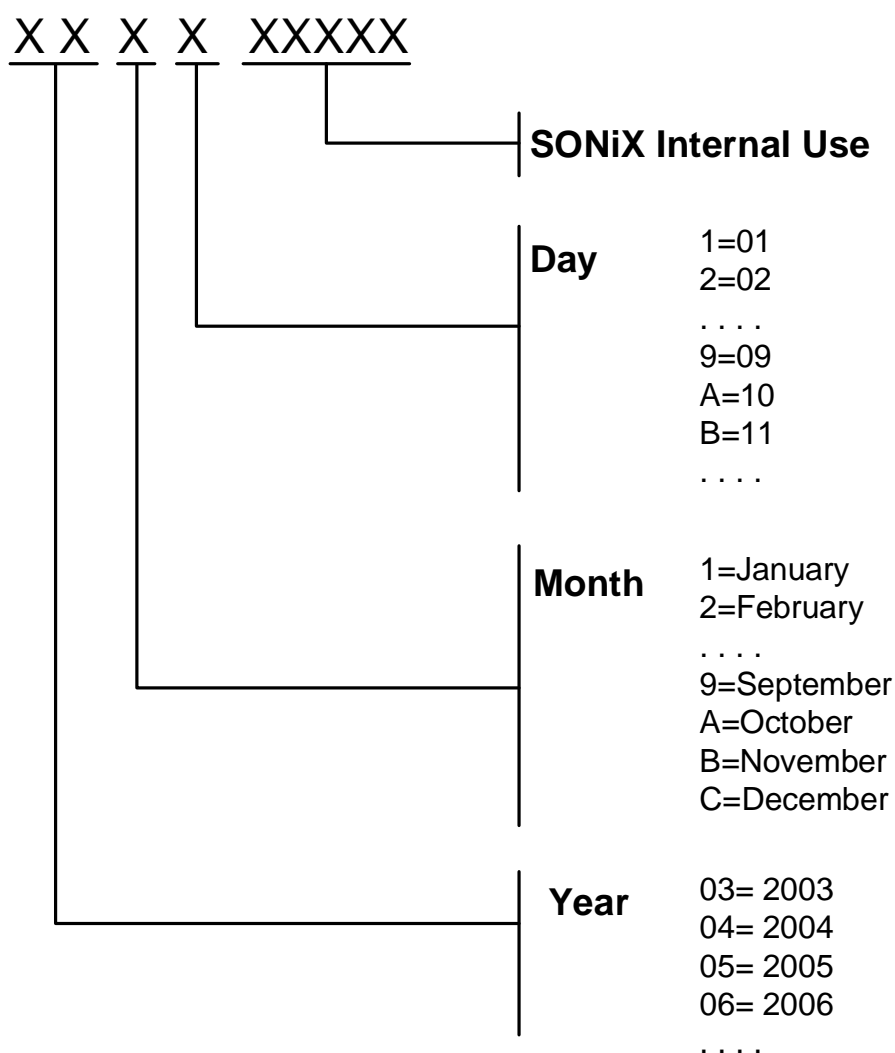 X X X X XXXXX
SONiX Internal Use
Day
1=01
2=02
. . . .
9=09
A=10
B=11
. . . .
Month
1=January
2=February
. . . .
9=September
A=October
B=November
C=December
Year
03= 2003
04= 2004
05= 2005
06= 2006
. . . .